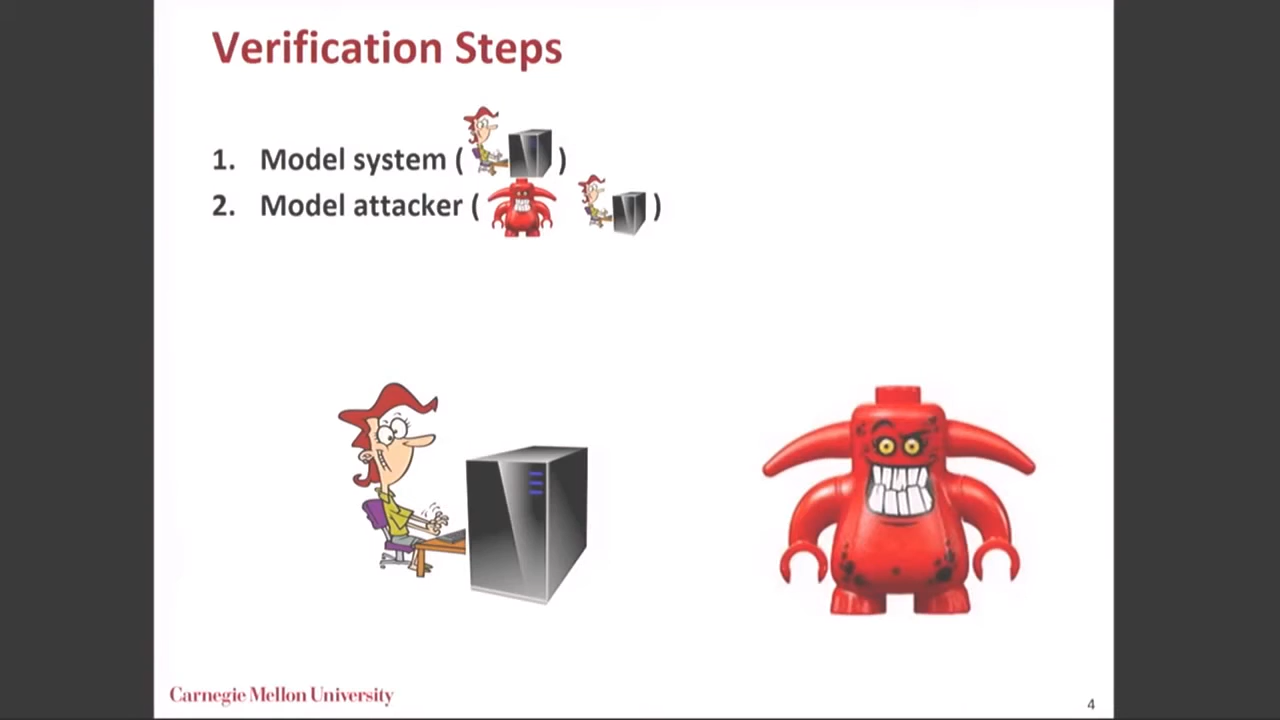 Verification Steps
1. Model system ( )
2. Model attacker ( )
Carnegie Mellon University
4